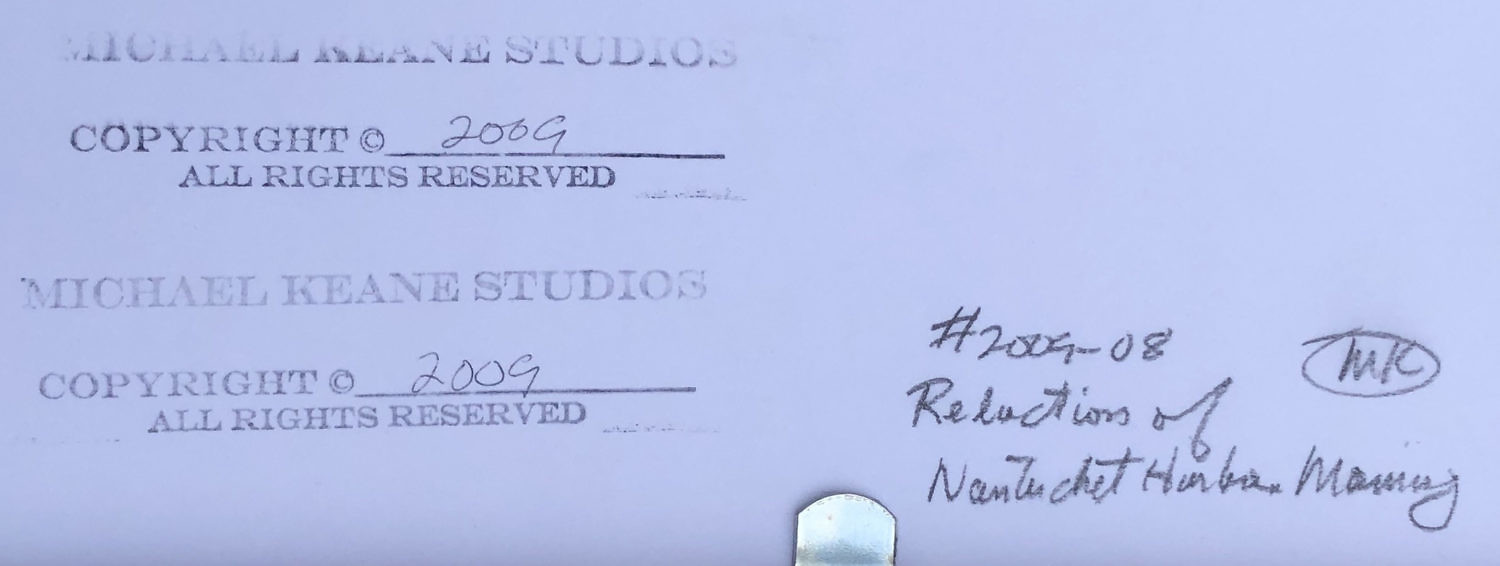 MICHAEL KEANE STUDIOS
COPYRIGHT © 2009
ALL RIGHTS RESERVED
MICHAEL KEANE STUDIOS
COPYRIGHT © 2009
ALL RIGHTS RESERVED
#2009-08 MK
of
Nantucket Harbor Morning